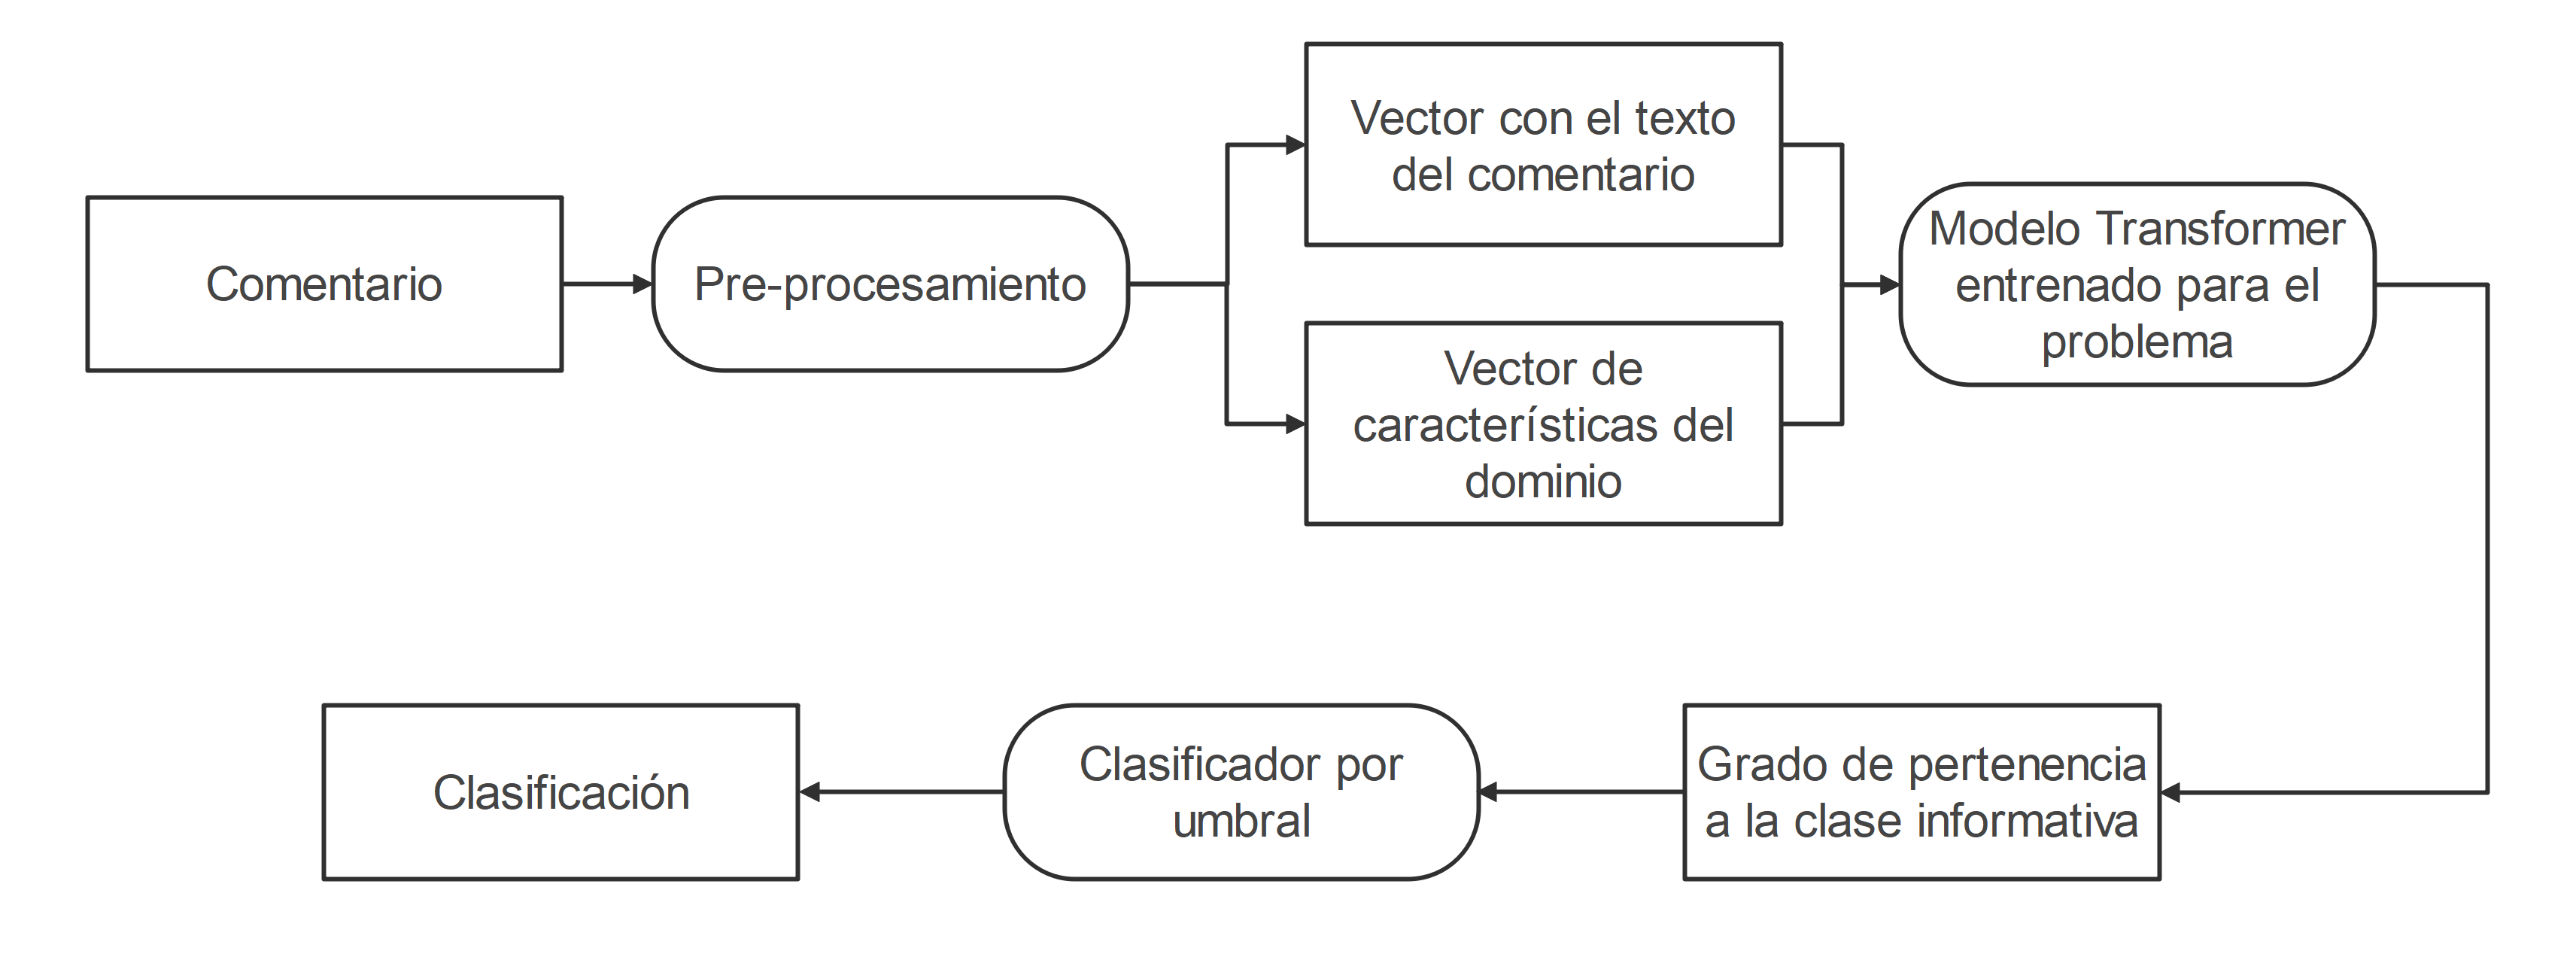 Comentario
Pre-procesamiento
Vector con el texto
del comentario
Vector de
características del
dominio
Modelo Transformer
entrenado para el
problema
Grado de pertenencia
a la clase informativa
Clasificador por
umbral
Clasificación